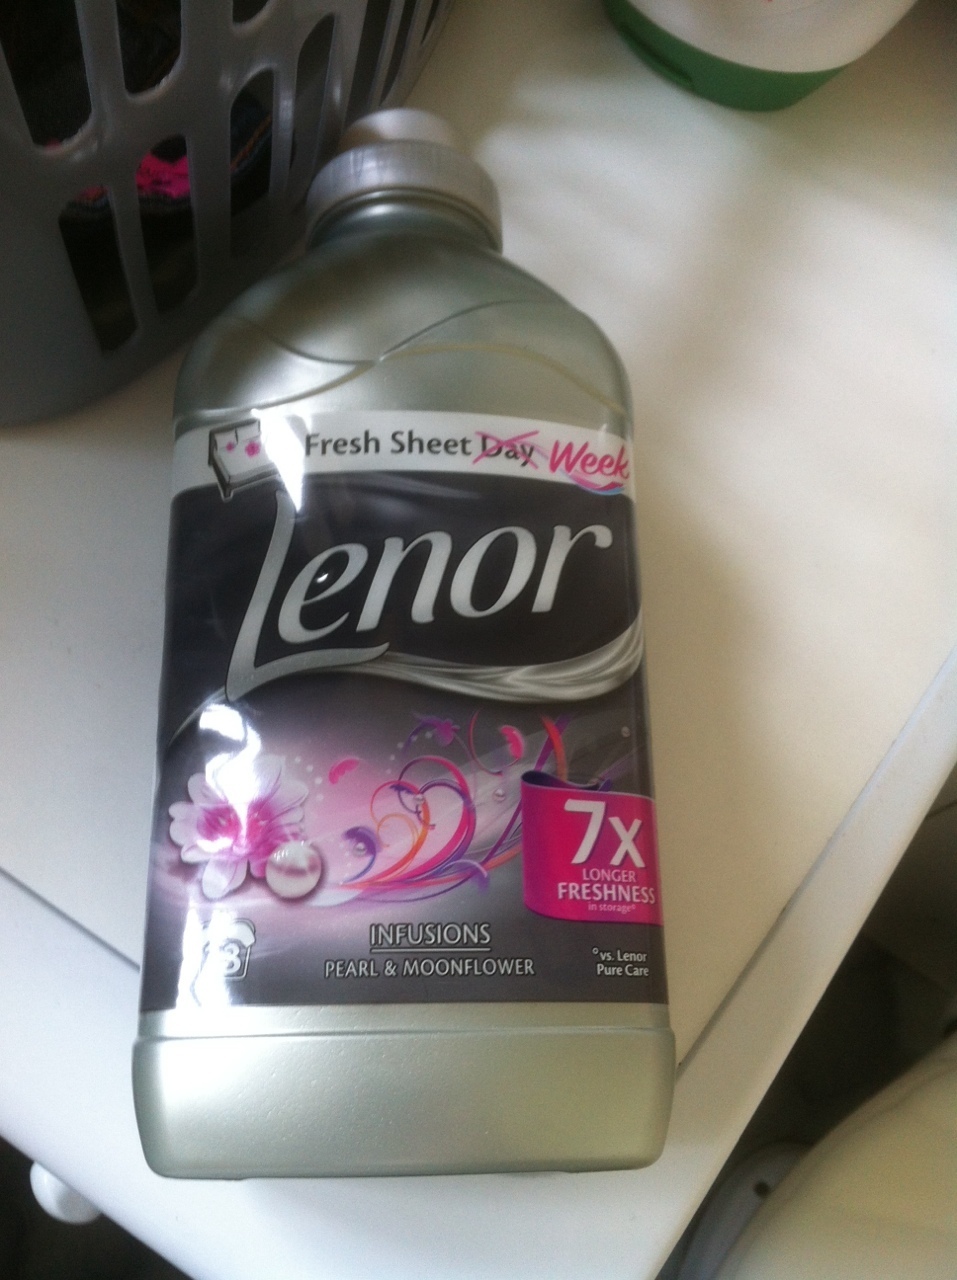 Fresh Sheet Day Week
Lenor
7x
LONGER
FRESHNESS
in storage°
INFUSIONS
PEARL & MOONFLOWER
°vs. Lenor
Pure Care